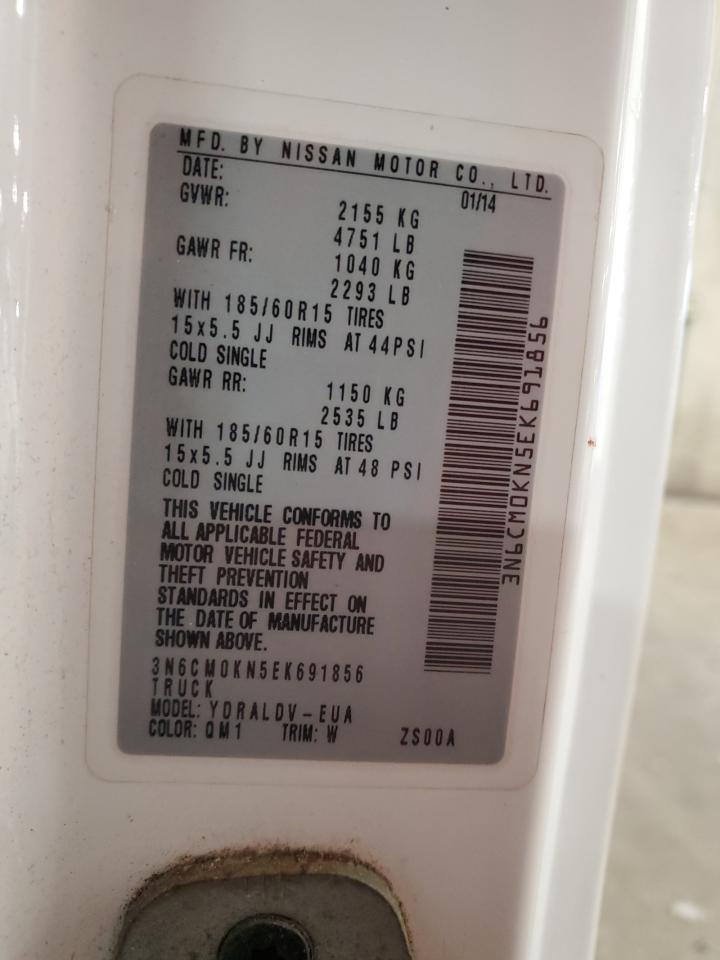 MFD. BY NISSAN MOTOR CO., LTD.
DATE: 01/14
GVWR: 2155 KG
4751 LB
GAWR FR: 1040 KG
2293 LB
WITH 185/60R15 TIRES
15x5.5 JJ RIMS AT 44PSI
COLD SINGLE
GAWR RR: 1150 KG
2535 LB
WITH 185/60R15 TIRES
15x5.5 JJ RIMS AT 48 PSI
COLD SINGLE
THIS VEHICLE CONFORMS TO
ALL APPLICABLE FEDERAL
MOTOR VEHICLE SAFETY AND
THEFT PREVENTION
STANDARDS IN EFFECT ON
THE DATE OF MANUFACTURE
SHOWN ABOVE.
3N6CM0KN5EK691856
TRUCK
MODEL: YDRALDV-EUA
COLOR: QM1 TRIM: W ZS00A
3N6CM0KN5EK691856